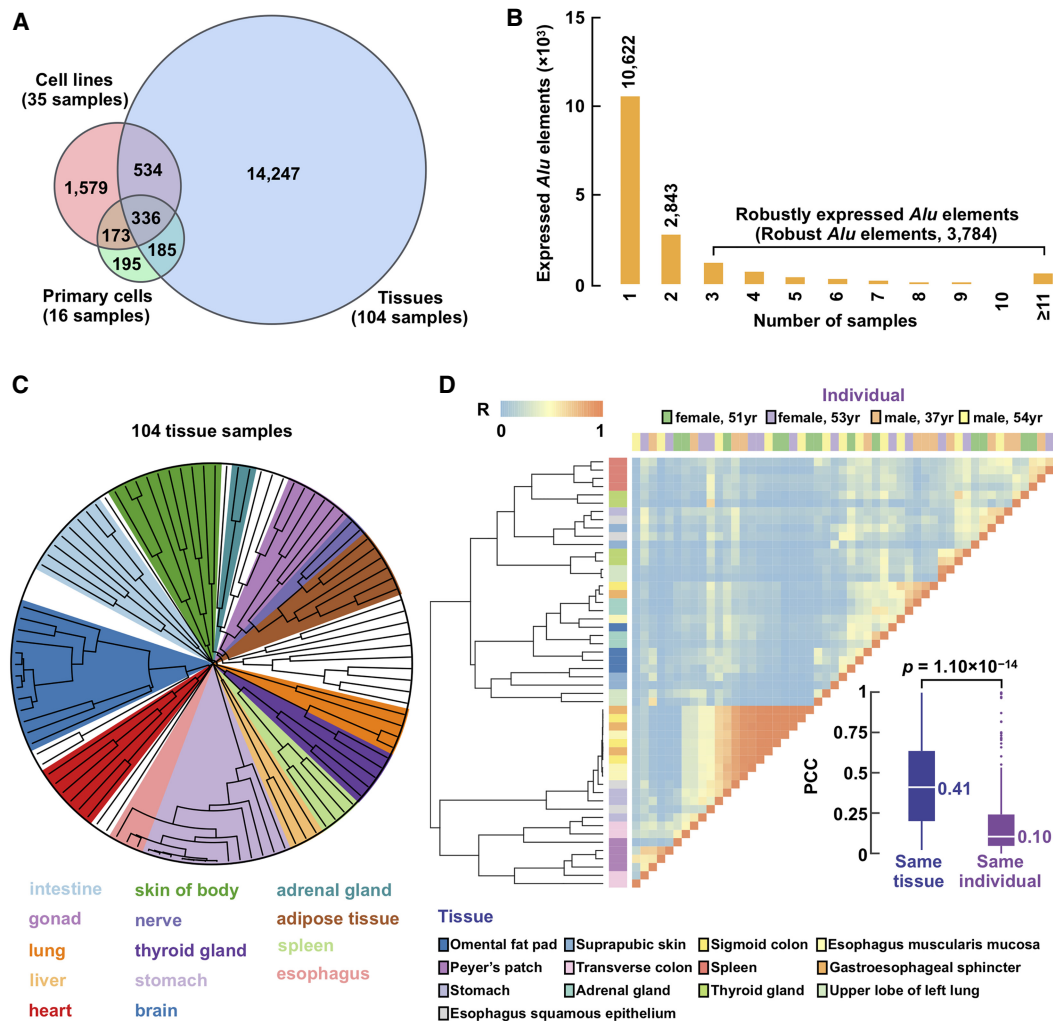 A
Cell lines
(35 samples)
1,579
534
14,247
336
173
185
195
Primary cells
(16 samples)
Tissues
(104 samples)
B
Expressed Alu elements (×10³)
15
10
5
0
10,622
2,843
Robustly expressed Alu elements
(Robust Alu elements, 3,784)
1
2
3
4
5
6
7
8
9
10
≥11
Number of samples
C
104 tissue samples
intestine
skin of body
adrenal gland
gonad
nerve
adipose tissue
lung
thyroid gland
spleen
liver
stomach
esophagus
heart
brain
D
R
0
1
Individual
female, 51yr
female, 53yr
male, 37yr
male, 54yr
p = 1.10×10⁻¹⁴
PCC
1
0.75
0.5
0.25
0
0.41
0.10
Same
tissue
Same
individual
Tissue
Omental fat pad
Suprapubic skin
Sigmoid colon
Esophagus muscularis mucosa
Peyer's patch
Transverse colon
Spleen
Gastroesophageal sphincter
Stomach
Adrenal gland
Thyroid gland
Upper lobe of left lung
Esophagus squamous epithelium